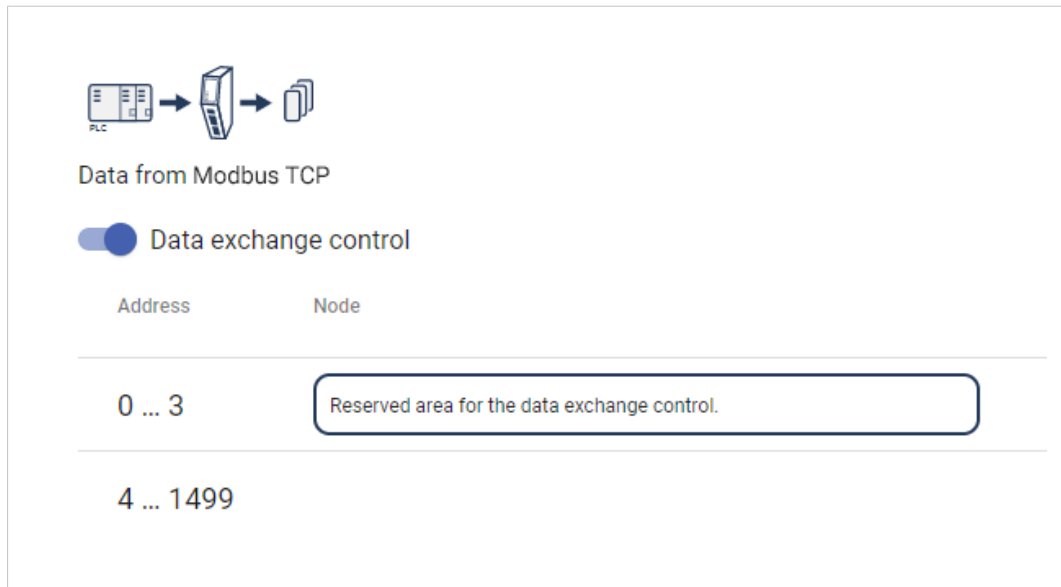 PLC
Data from Modbus TCP
Data exchange control
Address Node
0 ... 3 Reserved area for the data exchange control.
4 ... 1499